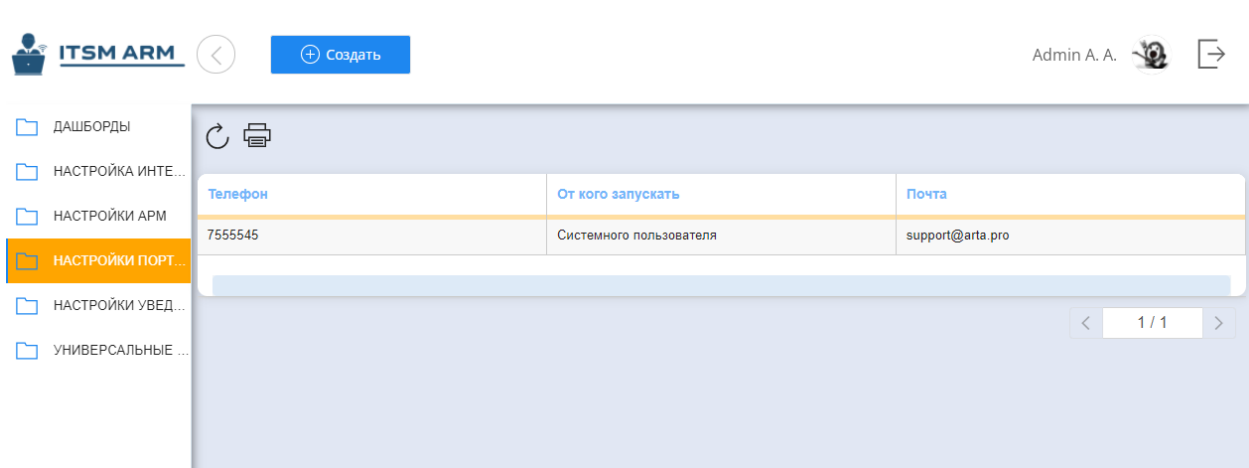 ITSM ARM
Создать
Admin A. A.
ДАШБОРДЫ
НАСТРОЙКА ИНТЕ...
НАСТРОЙКИ АРМ
НАСТРОЙКИ ПОРТ...
НАСТРОЙКИ УВЕД...
УНИВЕРСАЛЬНЫЕ ...
Телефон От кого запускать Почта
7555545 Системного пользователя support@arta.pro
1 / 1